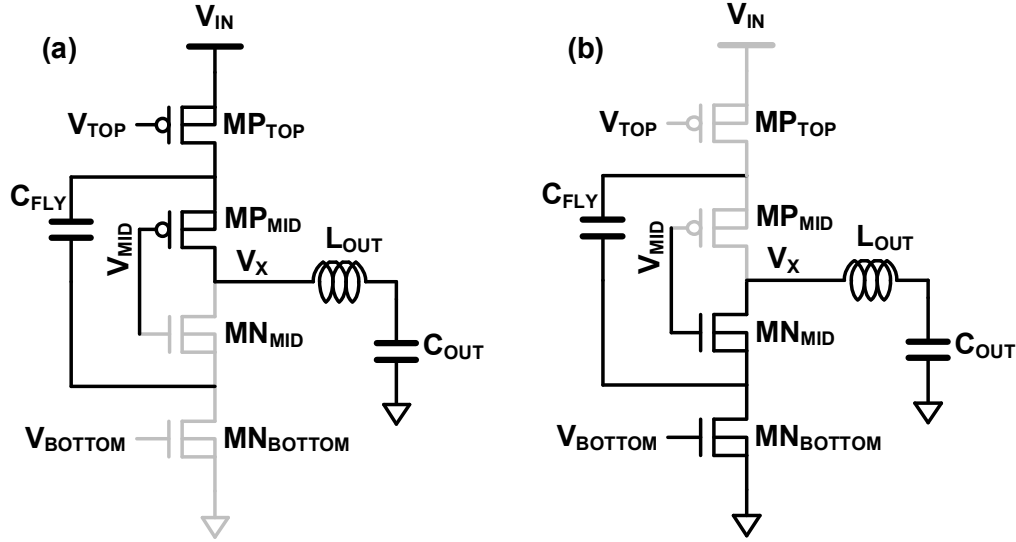 (a)
V_IN
V_TOP
MP_TOP
C_FLY
MP_MID
V_MID
V_X
L_OUT
MN_MID
C_OUT
V_BOTTOM
MN_BOTTOM
(b)
V_IN
V_TOP
MP_TOP
C_FLY
MP_MID
V_MID
V_X
L_OUT
MN_MID
C_OUT
V_BOTTOM
MN_BOTTOM